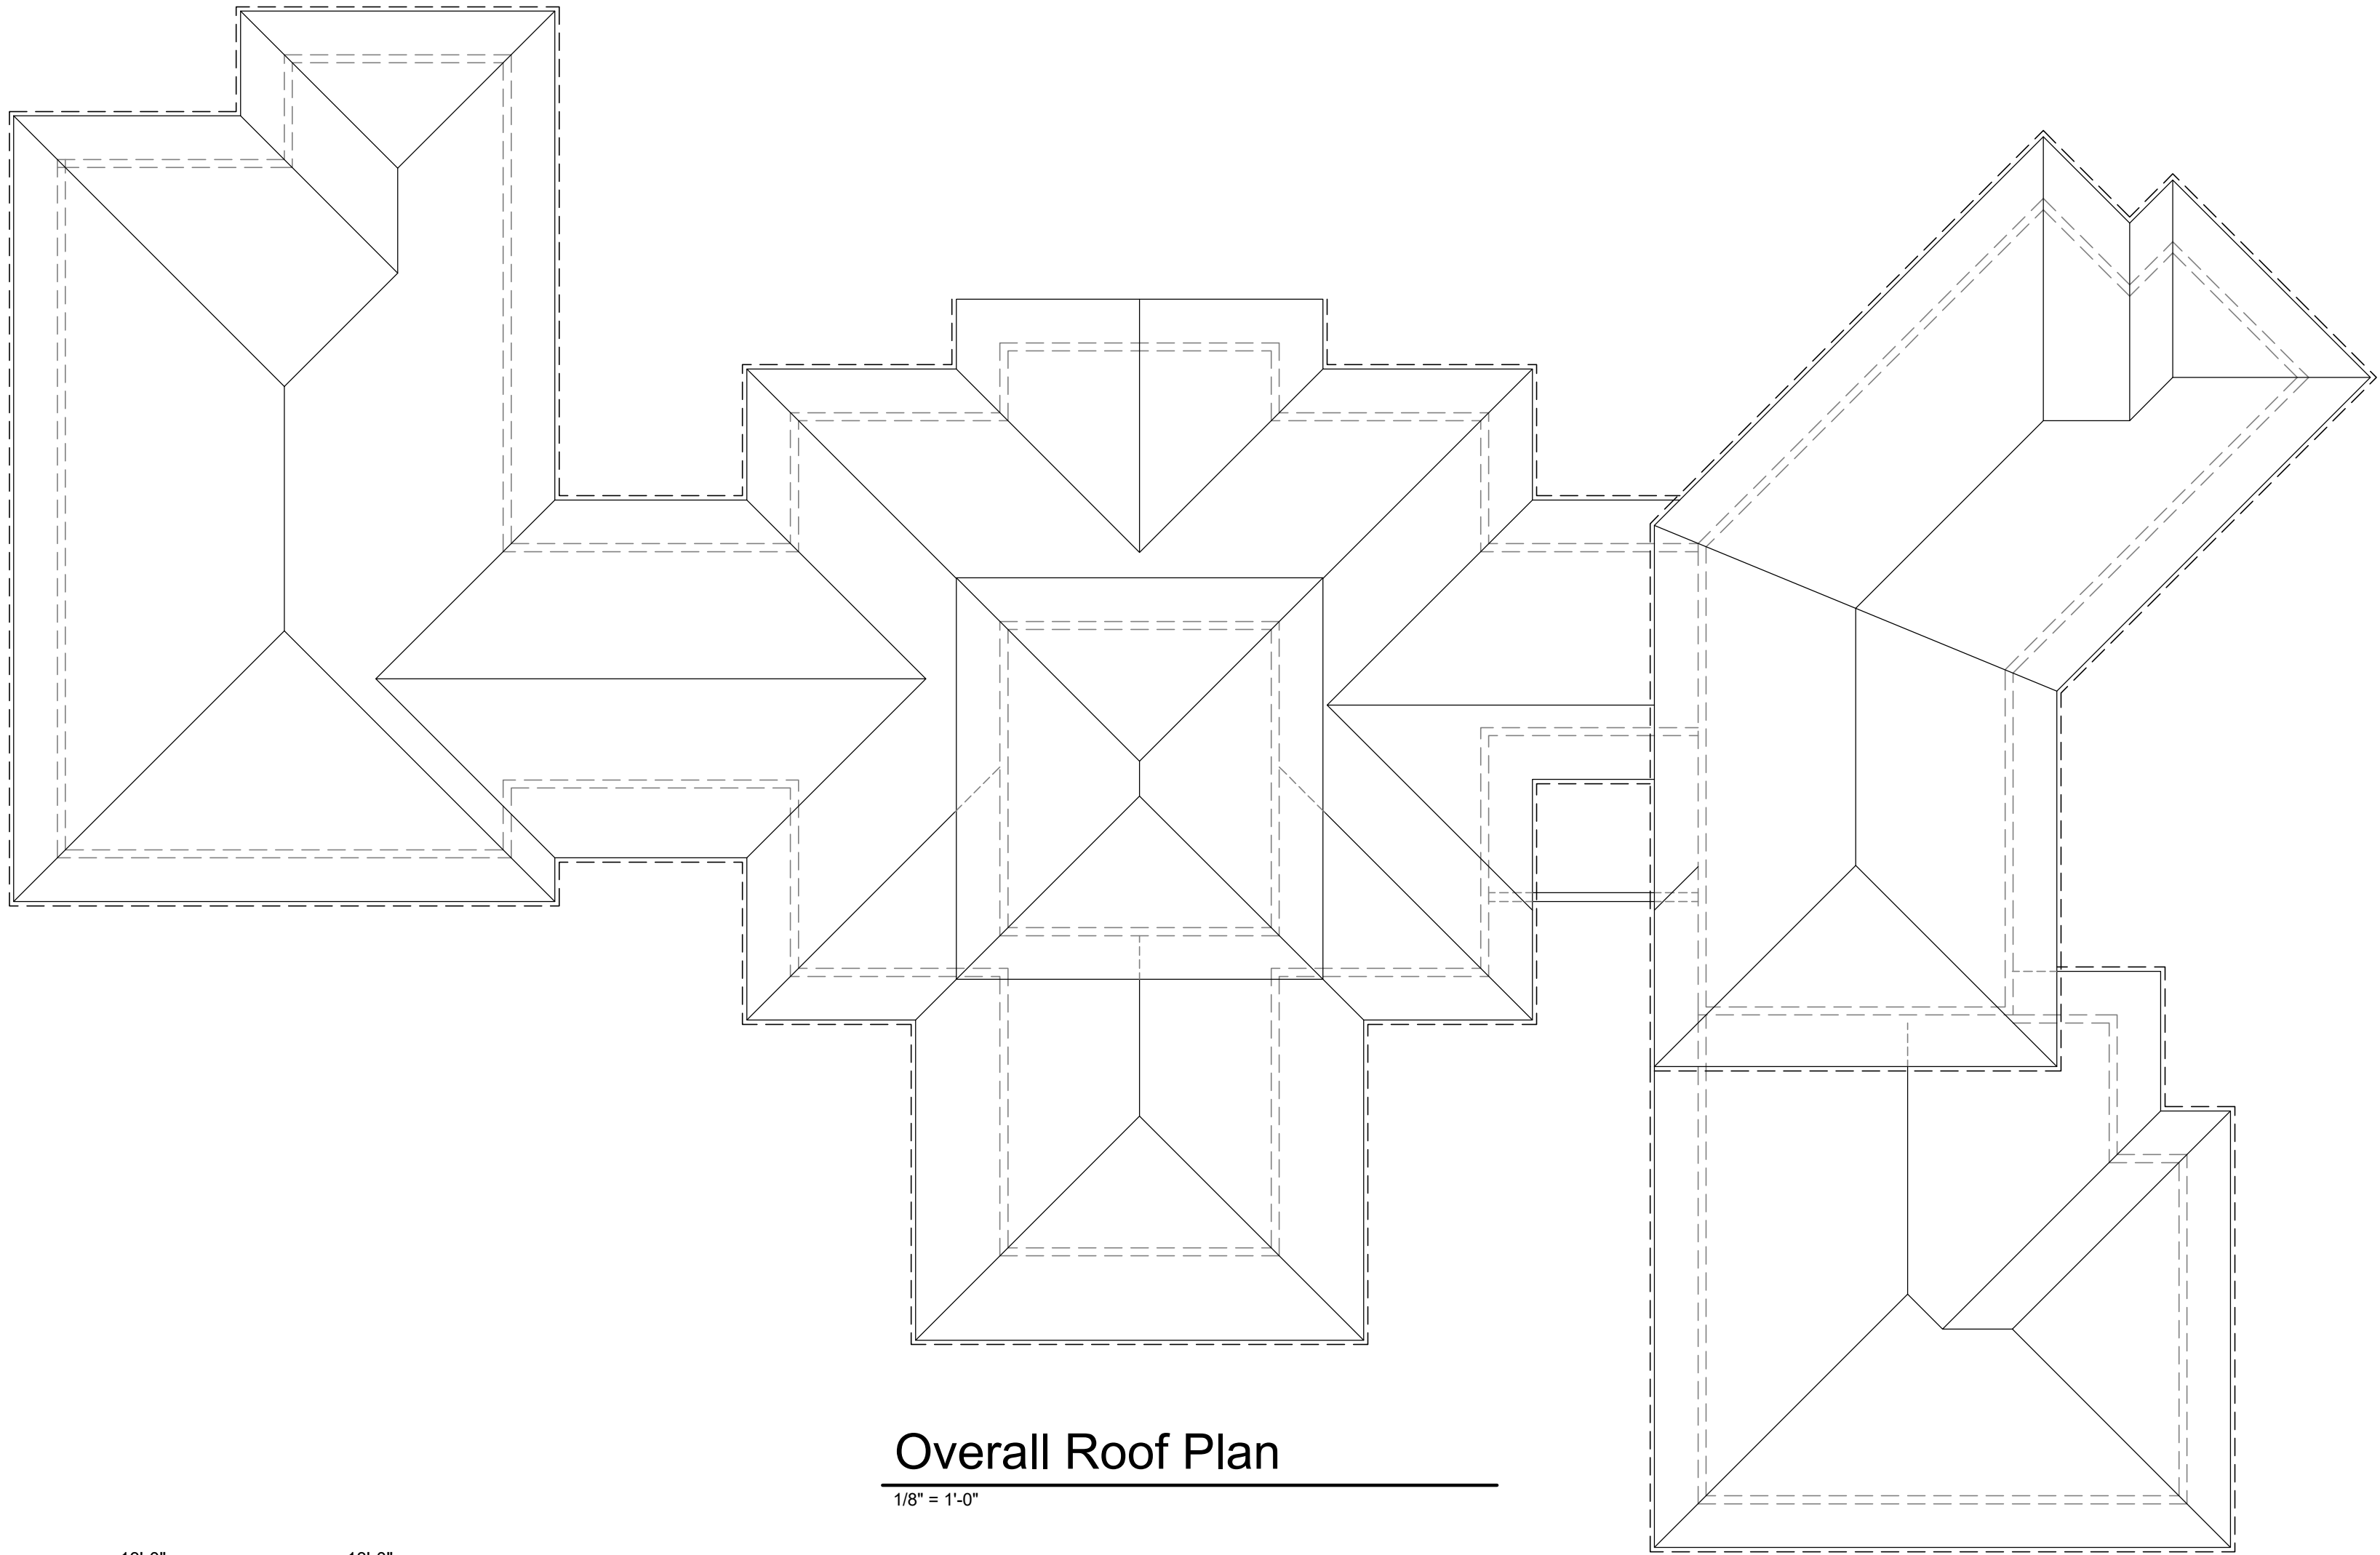 Overall Roof Plan
1/8" = 1'-0"